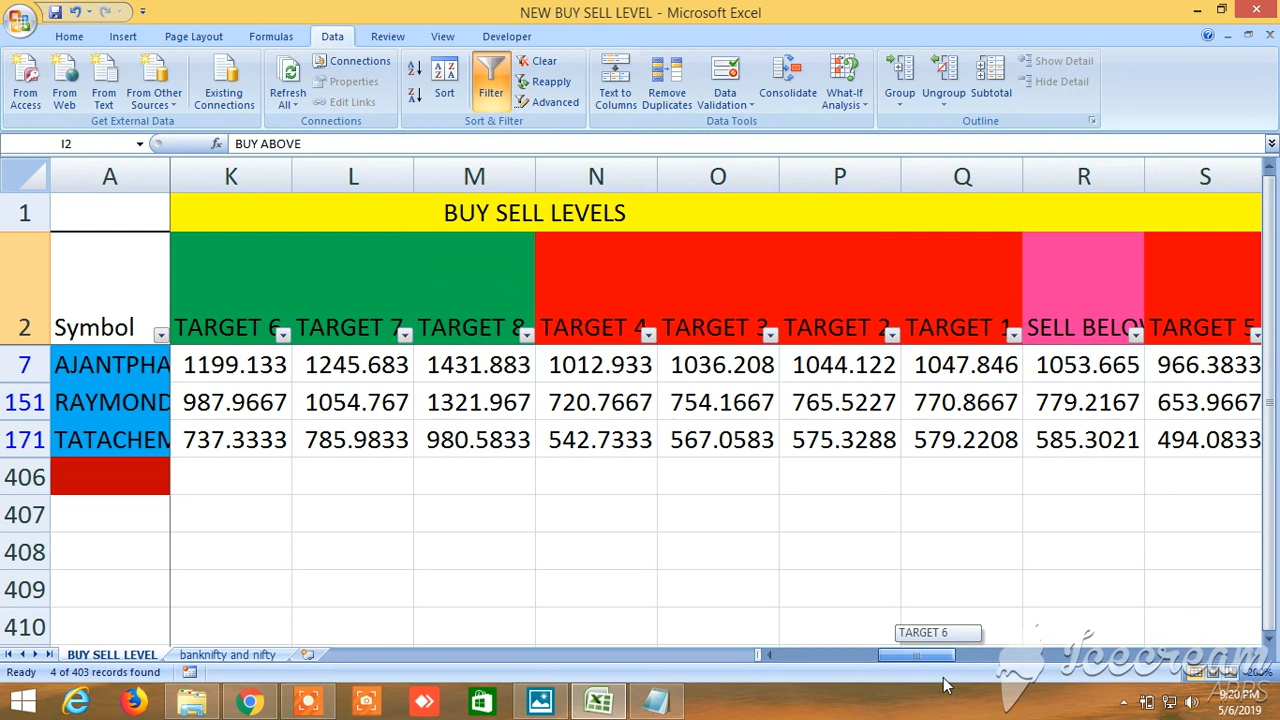 NEW BUY SELL LEVEL - Microsoft Excel
Home Insert Page Layout Formulas Data Review View Developer
From Access
From Web
From Text
From Other Sources
Existing Connections
Get External Data
Refresh All
Connections
Properties
Edit Links
Connections
Sort
Filter
Clear
Reapply
Advanced
Sort & Filter
Text to Columns
Remove Duplicates
Data Validation
Consolidate
What-If Analysis
Data Tools
Group
Ungroup
Subtotal
Show Detail
Hide Detail
Outline
I2 fx BUY ABOVE
A K L M N O P Q R S
1 BUY SELL LEVELS
2 Symbol TARGET 6 TARGET 7 TARGET 8 TARGET 4 TARGET 3 TARGET 2 TARGET 1 SELL BELOW TARGET 5
7 AJANTPHA 1199.133 1245.683 1431.883 1012.933 1036.208 1044.122 1047.846 1053.665 966.3833
151 RAYMOND 987.9667 1054.767 1321.967 720.7667 754.1667 765.5227 770.8667 779.2167 653.9667
171 TATACHEM 737.3333 785.9833 980.5833 542.7333 567.0583 575.3288 579.2208 585.3021 494.0833
406
407
408
409
410
TARGET 6
BUY SELL LEVEL banknifty and nifty
Ready 4 of 403 records found 200%
Icecream
APPS
9:20 PM
5/6/2019